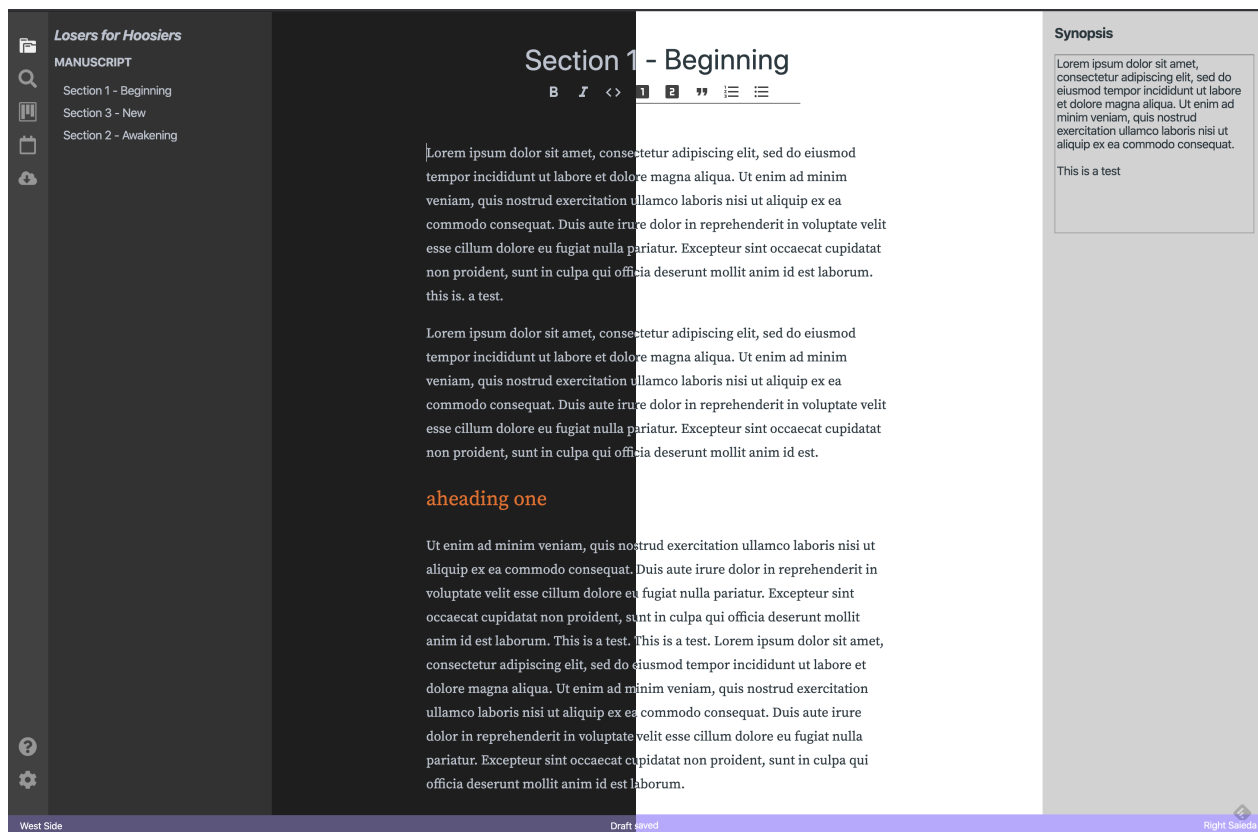 Losers for Hoosiers
MANUSCRIPT
Section 1 - Beginning
Section 3 - New
Section 2 - Awakening
Section 1 - Beginning
B I <> 1 2
Lorem ipsum dolor sit amet, consectetur adipiscing elit, sed do eiusmod
tempor incididunt ut labore et dolore magna aliqua. Ut enim ad minim
veniam, quis nostrud exercitation ullamco laboris nisi ut aliquip ex ea
commodo consequat. Duis aute irure dolor in reprehenderit in voluptate velit
esse cillum dolore eu fugiat nulla pariatur. Excepteur sint occaecat cupidatat
non proident, sunt in culpa qui officia deserunt mollit anim id est laborum.
this is. a test.
Lorem ipsum dolor sit amet, consectetur adipiscing elit, sed do eiusmod
tempor incididunt ut labore et dolore magna aliqua. Ut enim ad minim
veniam, quis nostrud exercitation ullamco laboris nisi ut aliquip ex ea
commodo consequat. Duis aute irure dolor in reprehenderit in voluptate velit
esse cillum dolore eu fugiat nulla pariatur. Excepteur sint occaecat cupidatat
non proident, sunt in culpa qui officia deserunt mollit anim id est.
aheading one
Ut enim ad minim veniam, quis nostrud exercitation ullamco laboris nisi ut
aliquip ex ea commodo consequat. Duis aute irure dolor in reprehenderit in
voluptate velit esse cillum dolore eu fugiat nulla pariatur. Excepteur sint
occaecat cupidatat non proident, sunt in culpa qui officia deserunt mollit
anim id est laborum. This is a test. This is a test. Lorem ipsum dolor sit amet,
consectetur adipiscing elit, sed do eiusmod tempor incididunt ut labore et
dolore magna aliqua. Ut enim ad minim veniam, quis nostrud exercitation
ullamco laboris nisi ut aliquip ex ea commodo consequat. Duis aute irure
dolor in reprehenderit in voluptate velit esse cillum dolore eu fugiat nulla
pariatur. Excepteur sint occaecat cupidatat non proident, sunt in culpa qui
officia deserunt mollit anim id est laborum.
Synopsis
Lorem ipsum dolor sit amet,
consectetur adipiscing elit, sed do
eiusmod tempor incididunt ut labore
et dolore magna aliqua. Ut enim ad
minim veniam, quis nostrud
exercitation ullamco laboris nisi ut
aliquip ex ea commodo consequat.
This is a test
West Side
Draft saved
Right Saieda